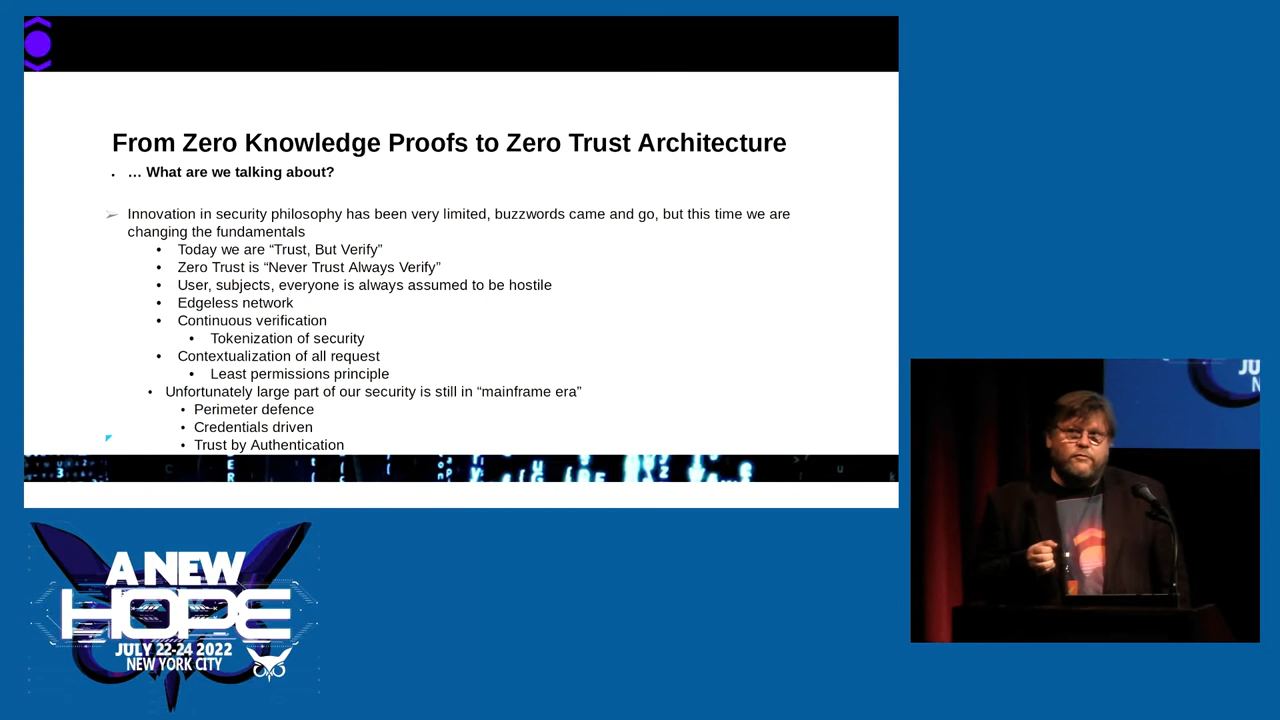 From Zero Knowledge Proofs to Zero Trust Architecture
… What are we talking about?
Innovation in security philosophy has been very limited, buzzwords came and go, but this time we are
changing the fundamentals
Today we are “Trust, But Verify”
Zero Trust is “Never Trust Always Verify”
User, subjects, everyone is always assumed to be hostile
Edgeless network
Continuous verification
Tokenization of security
Contextualization of all request
Least permissions principle
Unfortunately large part of our security is still in “mainframe era”
Perimeter defence
Credentials driven
Trust by Authentication
A NEW
HOPE
JULY 22-24 2022
NEW YORK CITY
JU
N